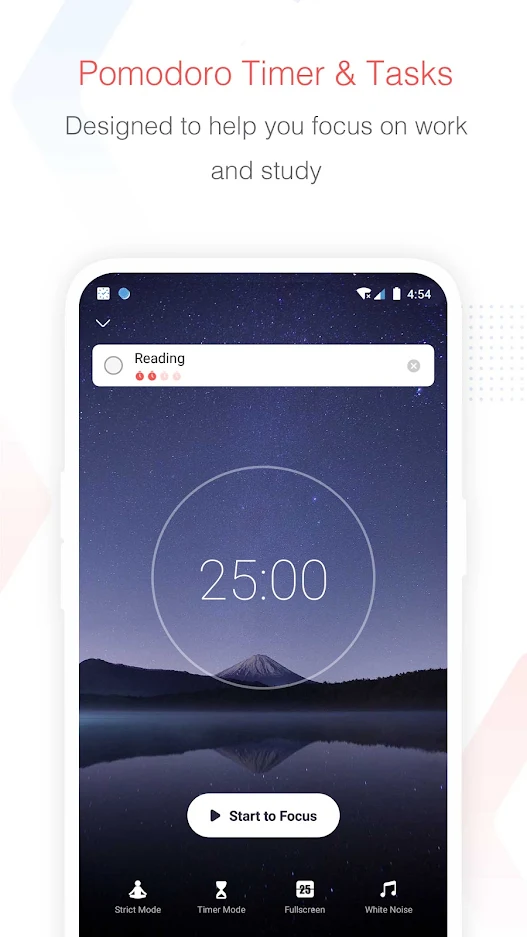 Pomodoro Timer & Tasks
Designed to help you focus on work
and study
4:54
Reading
25:00
Start to Focus
25
Strict Mode
Timer Mode
Fullscreen
White Noise